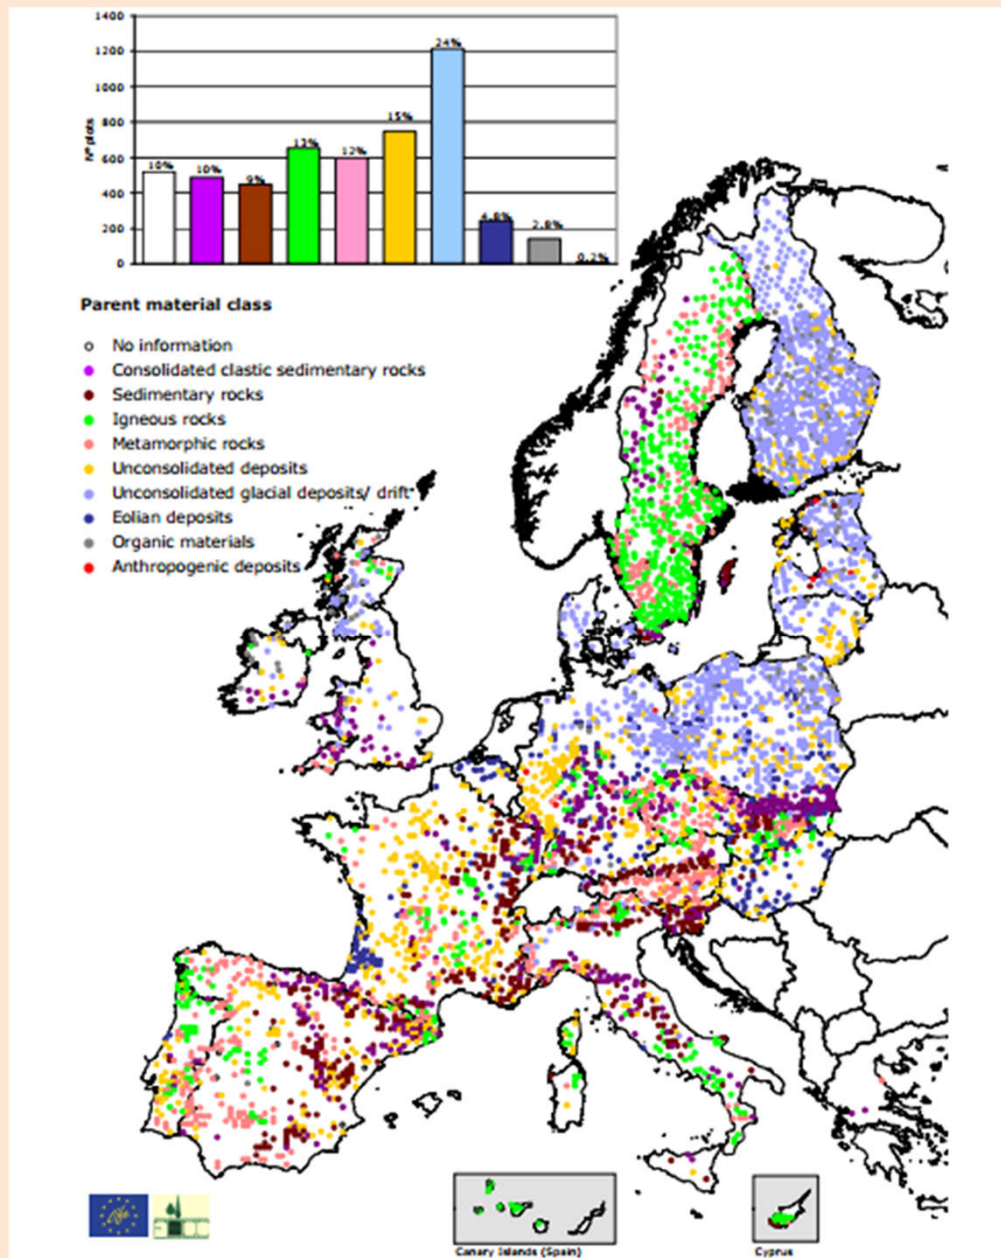 1400
1200
1000
800
600
400
200
0
N° plots
10%
10%
9%
13%
12%
15%
24%
4.8%
2.8%
0.2%
Parent material class
No information
Consolidated clastic sedimentary rocks
Sedimentary rocks
Igneous rocks
Metamorphic rocks
Unconsolidated deposits
Unconsolidated glacial deposits/ drift"
Eolian deposits
Organic materials
Anthropogenic deposits
Canary Islands (Spain)
Cyprus